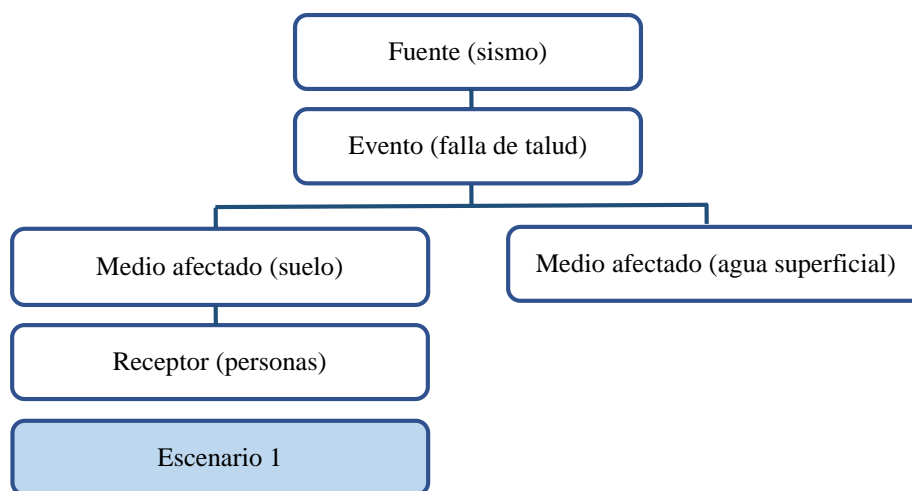 Fuente (sismo)
Evento (falla de talud)
Medio afectado (suelo)
Medio afectado (agua superficial)
Receptor (personas)
Escenario 1